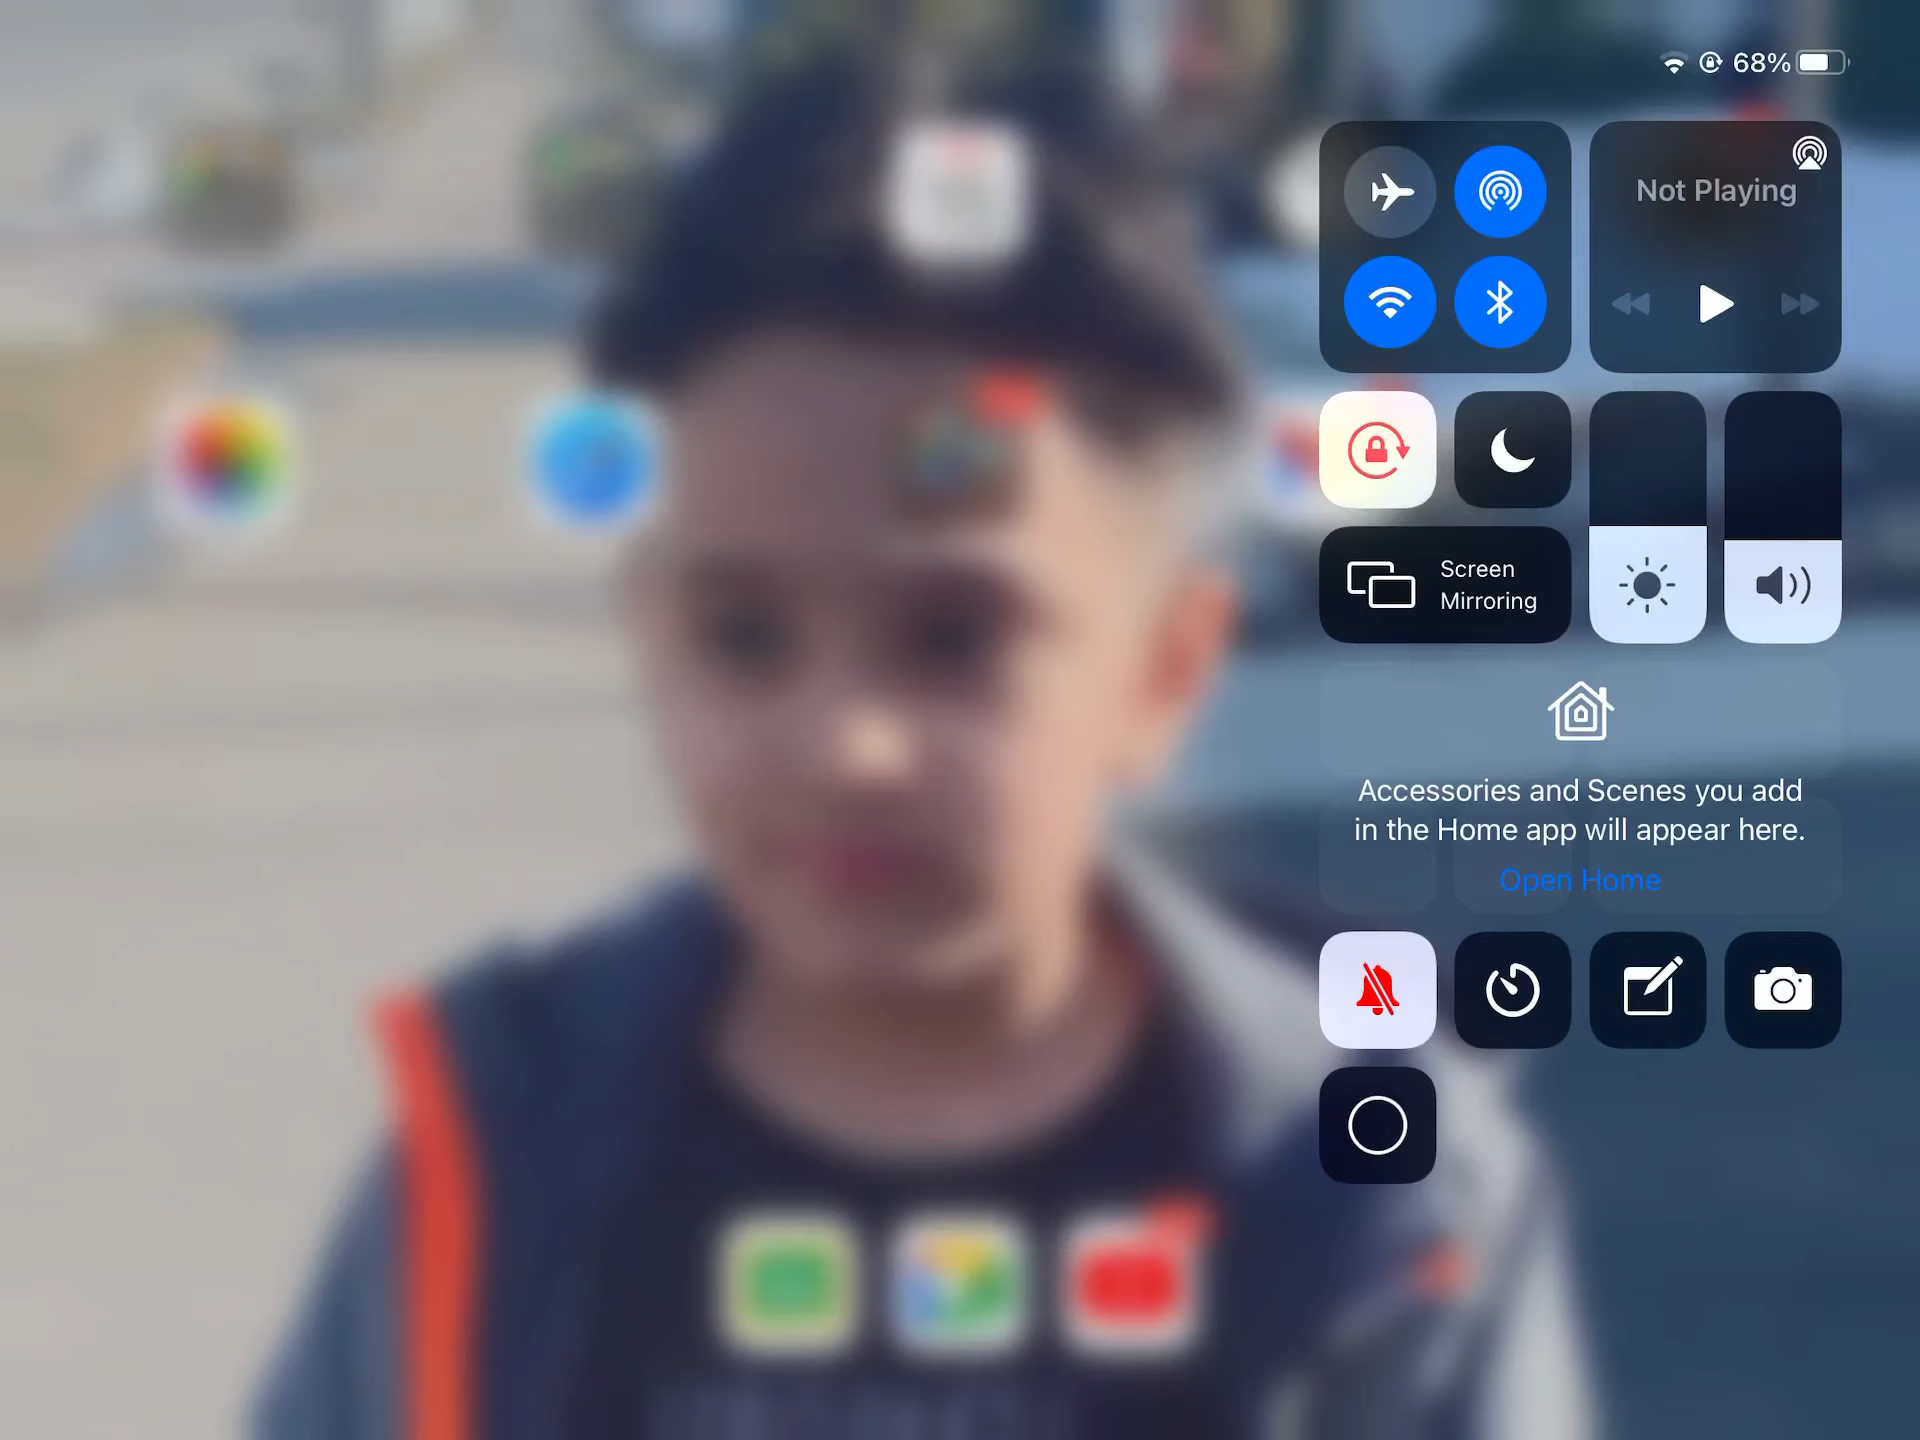 68%
Not Playing
Screen
Mirroring
Accessories and Scenes you add
in the Home app will appear here.
Open Home